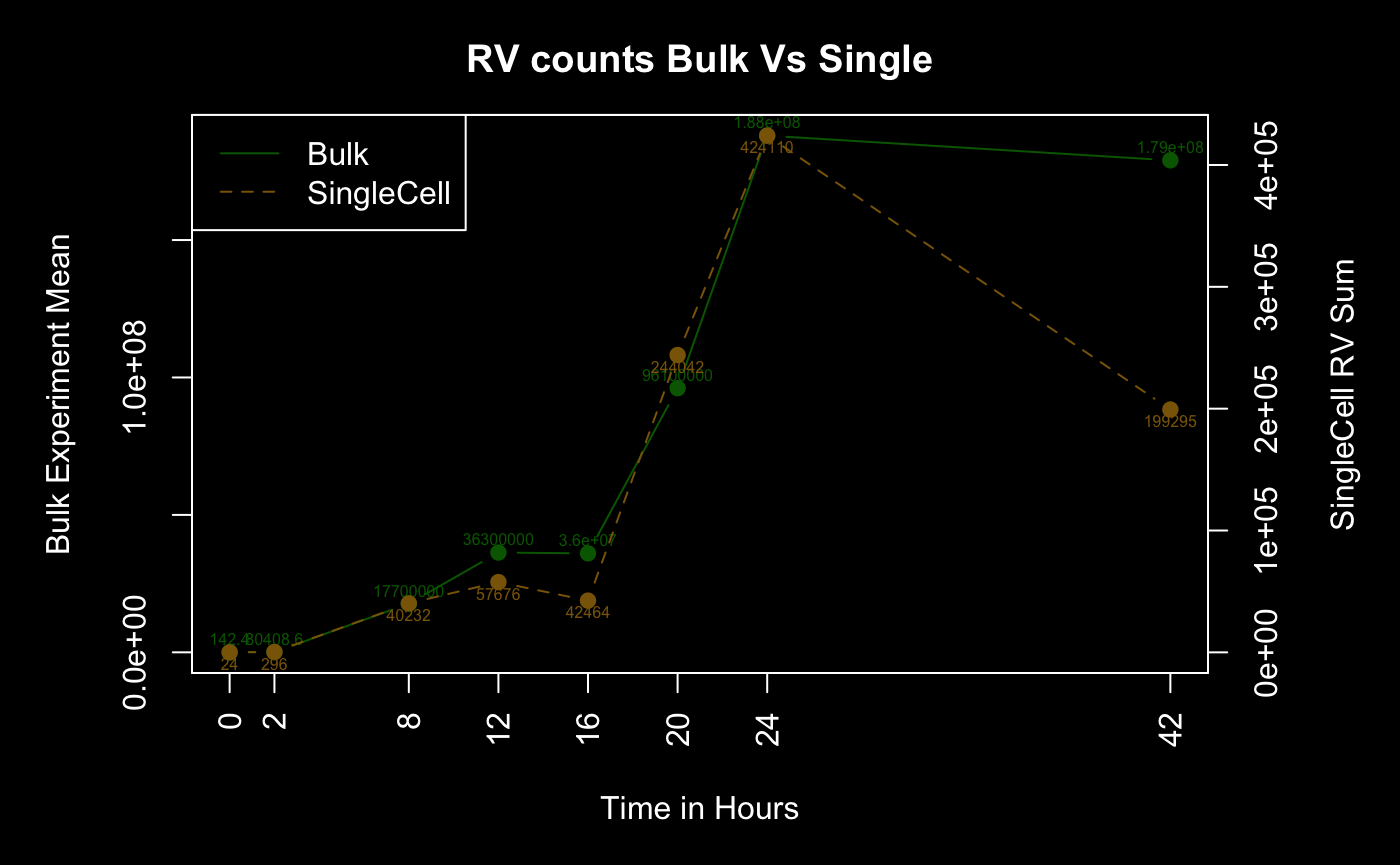 RV counts Bulk Vs Single
Bulk
SingleCell
Bulk Experiment Mean
0.0e+00
1.0e+08
142.4
80408.6
17700000
36300000
3.6e+07
96100000
1.88e+08
1.79e+08
24
296
40232
57676
42464
244042
424110
199295
0e+00
1e+05
2e+05
3e+05
4e+05
SingleCell RV Sum
0
2
8
12
16
20
24
42
Time in Hours